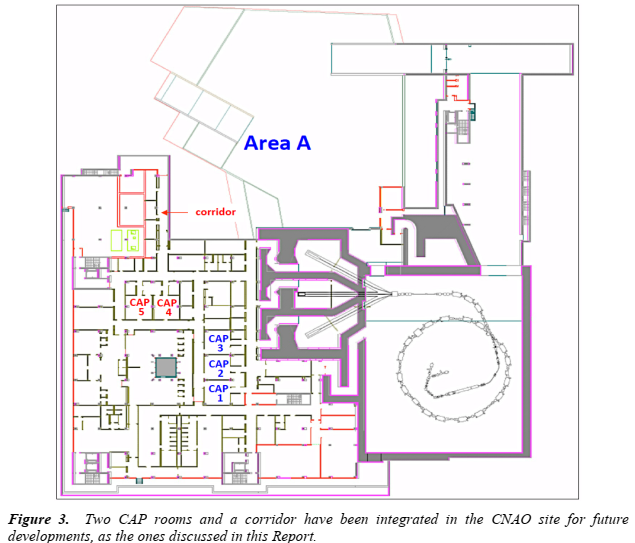 Area A
corridor
CAP CAP
5 4
CAP
3
CAP
2
CAP
1
Figure 3. Two CAP rooms and a corridor have been integrated in the CNAO site for future
developments, as the ones discussed in this Report.